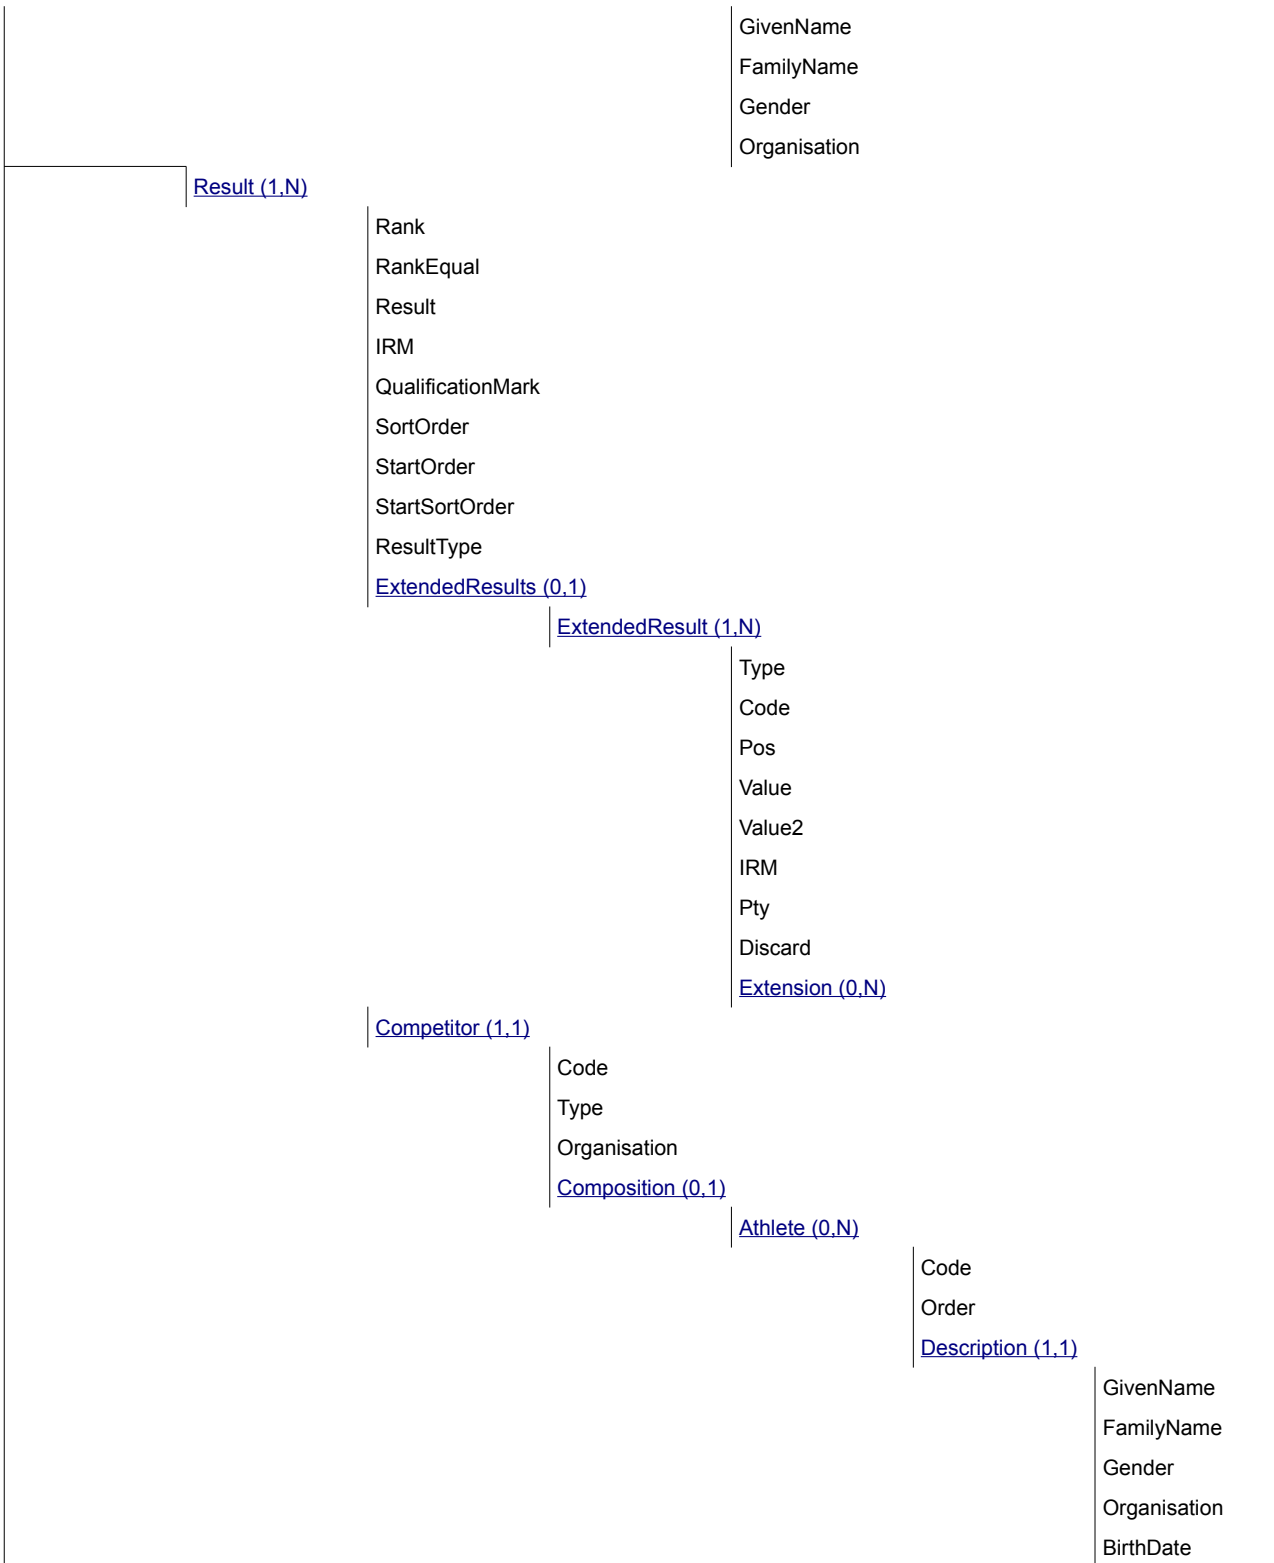 GivenName
FamilyName
Gender
Organisation
Result (1,N)
Rank
RankEqual
Result
IRM
QualificationMark
SortOrder
StartOrder
StartSortOrder
ResultType
ExtendedResults (0,1)
ExtendedResult (1,N)
Type
Code
Pos
Value
Value2
IRM
Pty
Discard
Extension (0,N)
Competitor (1,1)
Code
Type
Organisation
Composition (0,1)
Athlete (0,N)
Code
Order
Description (1,1)
GivenName
FamilyName
Gender
Organisation
BirthDate